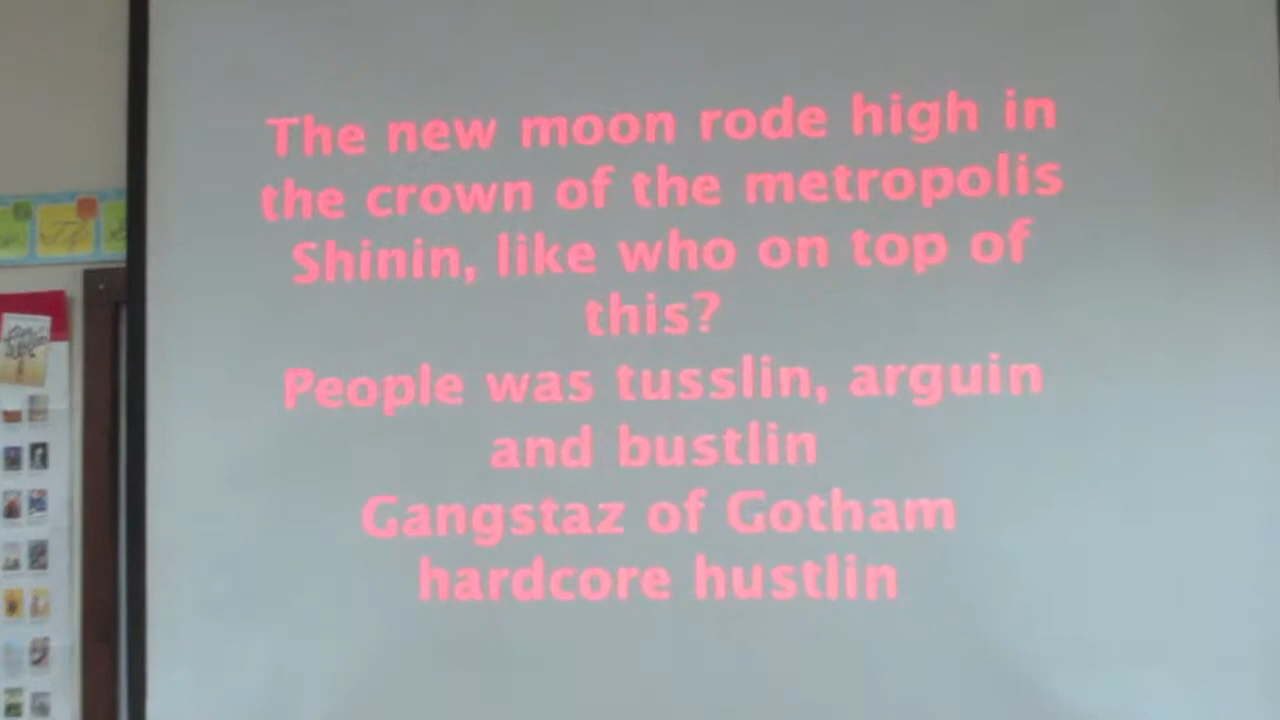 The new moon rode high in
the crown of the metropolis
Shinin, like who on top of
this?
People was tusslin, arguin
and bustlin
Gangstaz of Gotham
hardcore hustlin